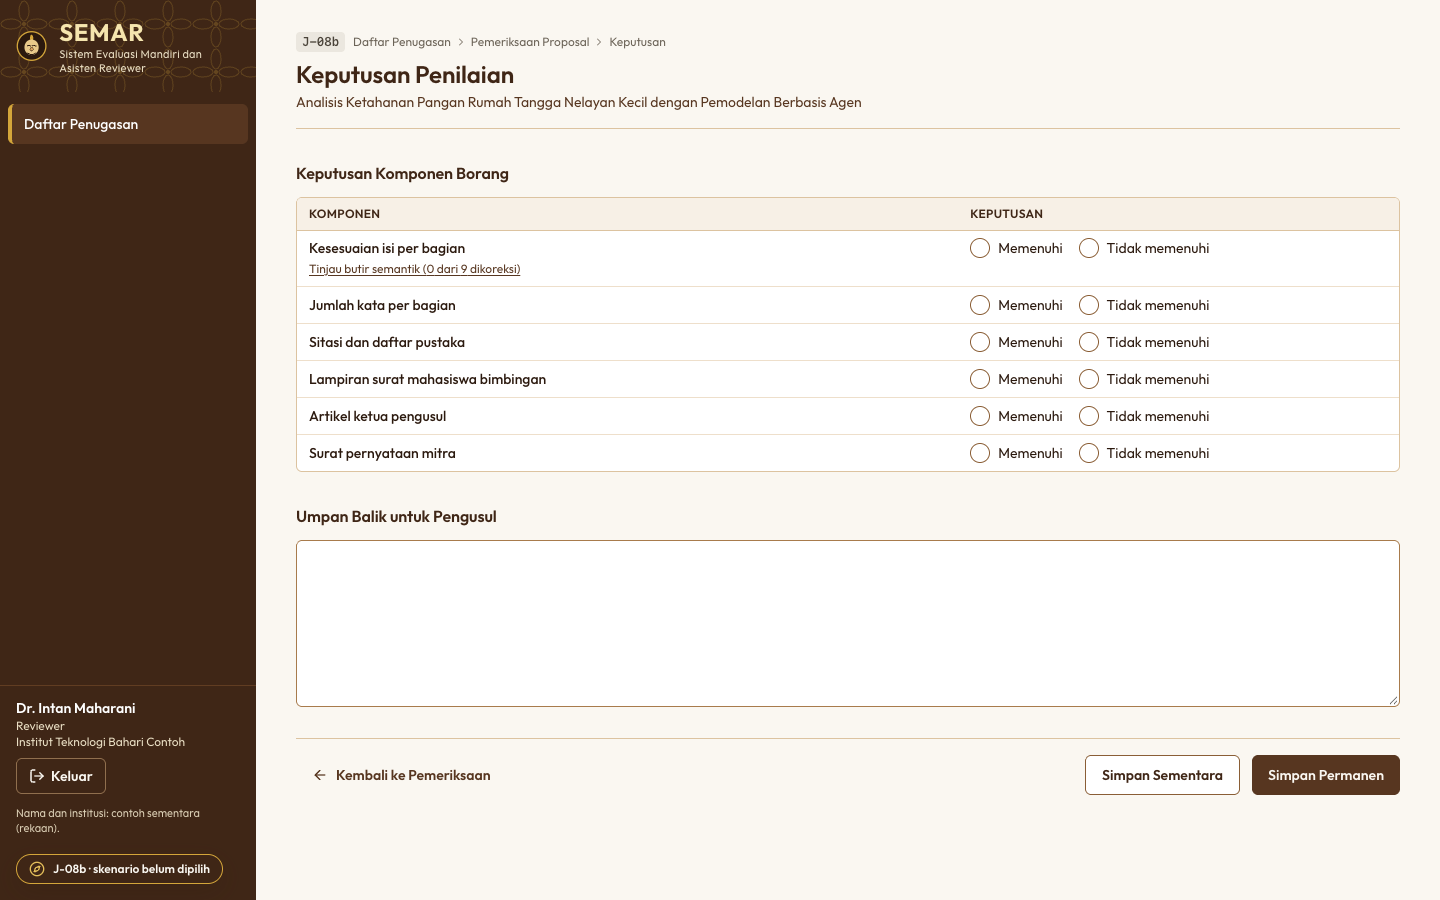 SEMAR
Sistem Evaluasi Mandiri dan
Asisten Reviewer
Daftar Penugasan
Dr. Intan Maharani
Reviewer
Institut Teknologi Bahari Contoh
Keluar
Nama dan institusi: contoh sementara
(rekaan).
J-08b · skenario belum dipilih
J-08b Daftar Penugasan > Pemeriksaan Proposal > Keputusan
Keputusan Penilaian
Analisis Ketahanan Pangan Rumah Tangga Nelayan Kecil dengan Pemodelan Berbasis Agen
Keputusan Komponen Borang
KOMPONEN KEPUTUSAN
Kesesuaian isi per bagian Memenuhi Tidak memenuhi
Tinjau butir semantik (0 dari 9 dikoreksi)
Jumlah kata per bagian Memenuhi Tidak memenuhi
Sitasi dan daftar pustaka Memenuhi Tidak memenuhi
Lampiran surat mahasiswa bimbingan Memenuhi Tidak memenuhi
Artikel ketua pengusul Memenuhi Tidak memenuhi
Surat pernyataan mitra Memenuhi Tidak memenuhi
Umpan Balik untuk Pengusul
← Kembali ke Pemeriksaan Simpan Sementara Simpan Permanen